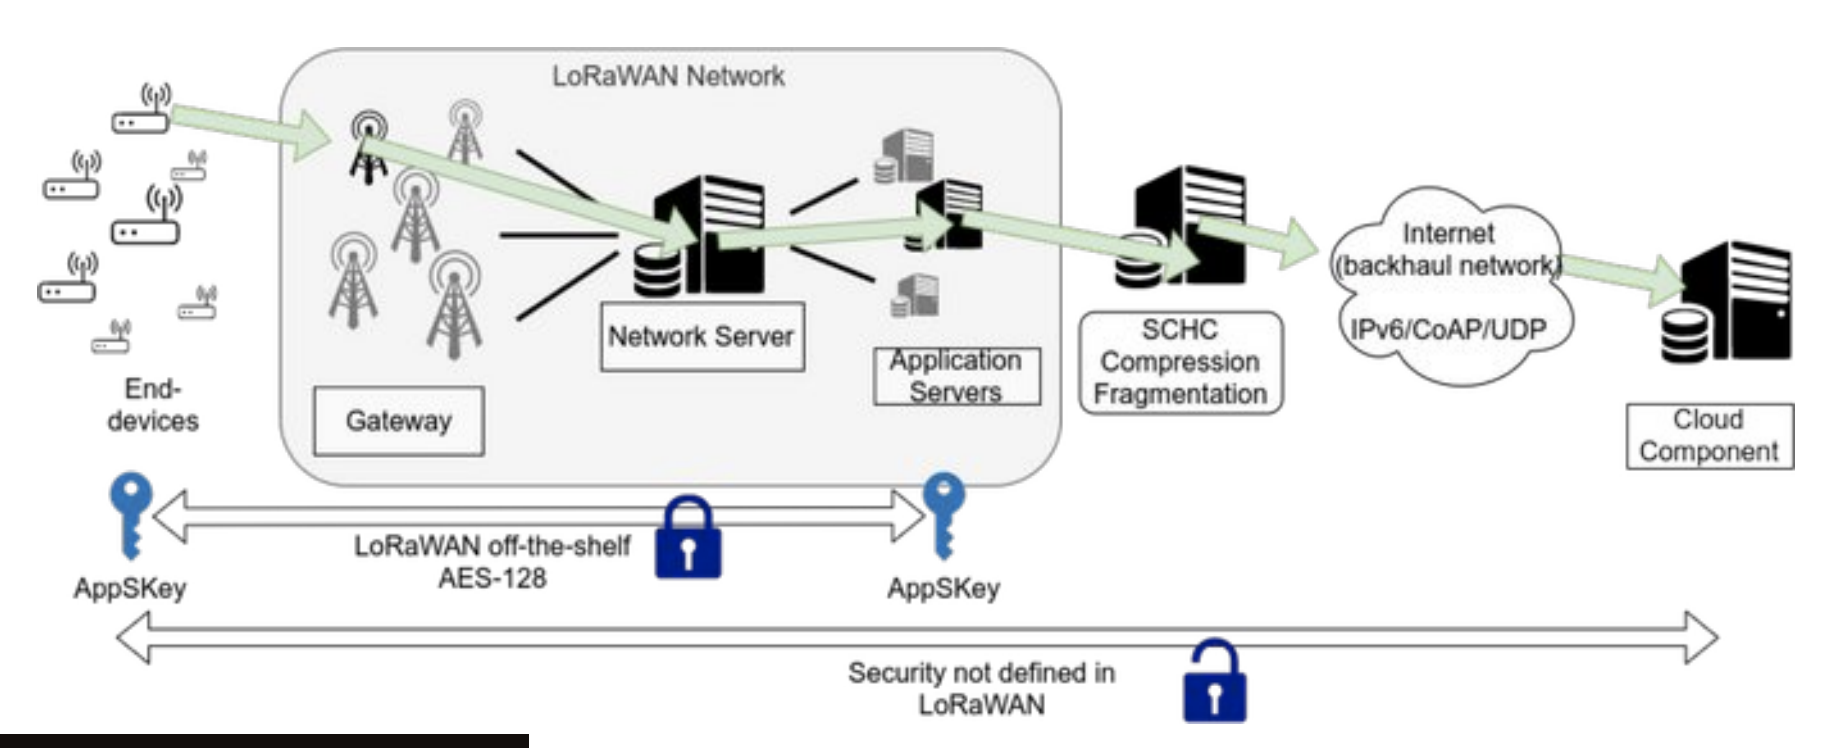 LoRaWAN Network
Internet
(backhaul network)
IPv6/CoAP/UDP
Network Server
SCHC
Compression
Fragmentation
Application
Servers
End-
devices
Gateway
Cloud
Component
LoRaWAN off-the-shelf
AES-128
AppSKey
AppSKey
Security not defined in
LoRaWAN